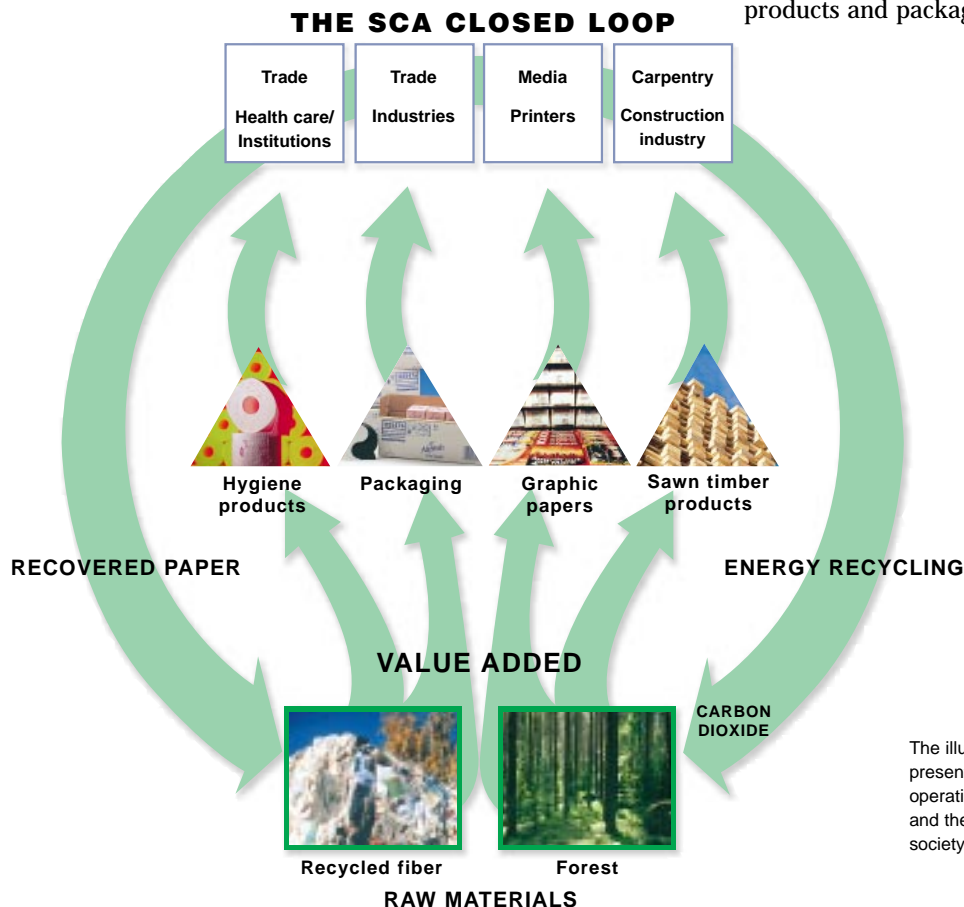 products and packag
THE SCA CLOSED LOOP
Trade
Health care/
Institutions
Trade
Industries
Media
Printers
Carpentry
Construction
industry
Hygiene
products
Packaging
Graphic
papers
Sawn timber
products
RECOVERED PAPER
ENERGY RECYCLING
VALUE ADDED
CARBON
DIOXIDE
Recycled fiber
Forest
RAW MATERIALS
The illu
presen
operati
and the
society